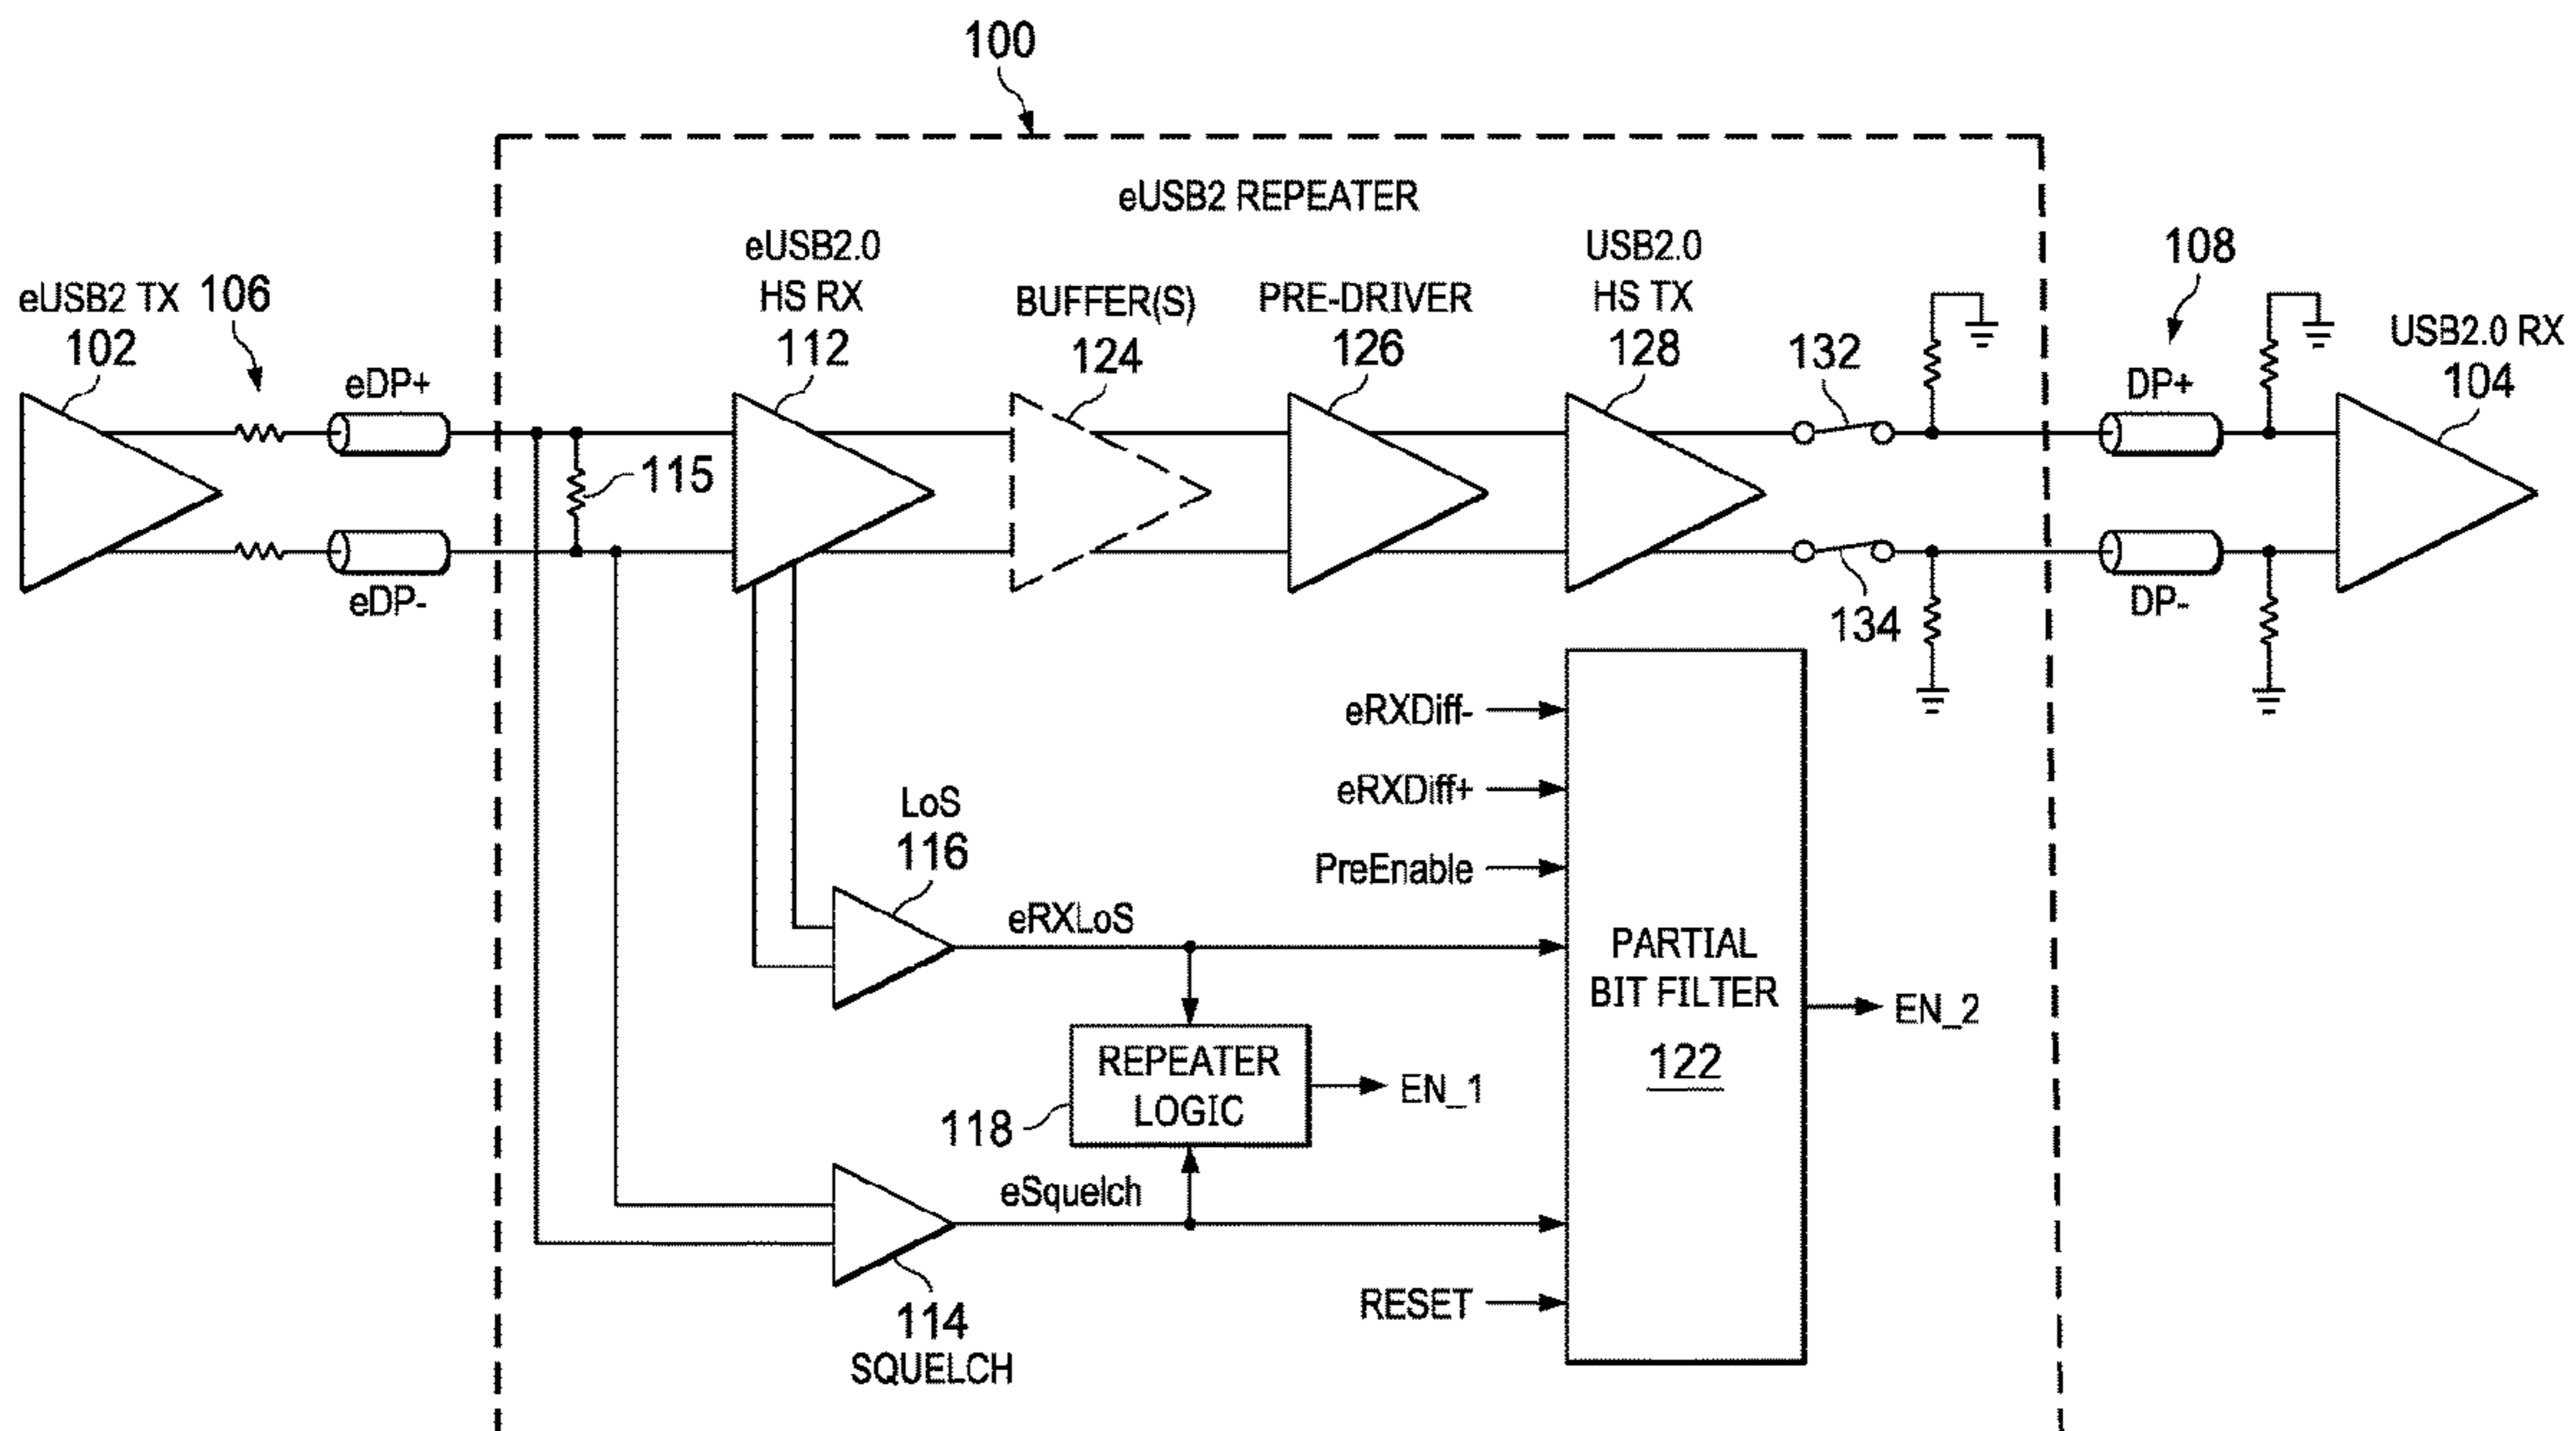 100
eUSB2 REPEATER
eUSB2 TX
102
106
eDP+
eDP-
115
eUSB2.0
HS RX
112
BUFFER(S)
124
PRE-DRIVER
126
USB2.0
HS TX
128
132
134
108
DP+
DP-
USB2.0 RX
104
LoS
116
eRXLoS
REPEATER
LOGIC
118
EN_1
eSquelch
114
SQUELCH
eRXDiff-
eRXDiff+
PreEnable
RESET
PARTIAL
BIT FILTER
122
EN_2